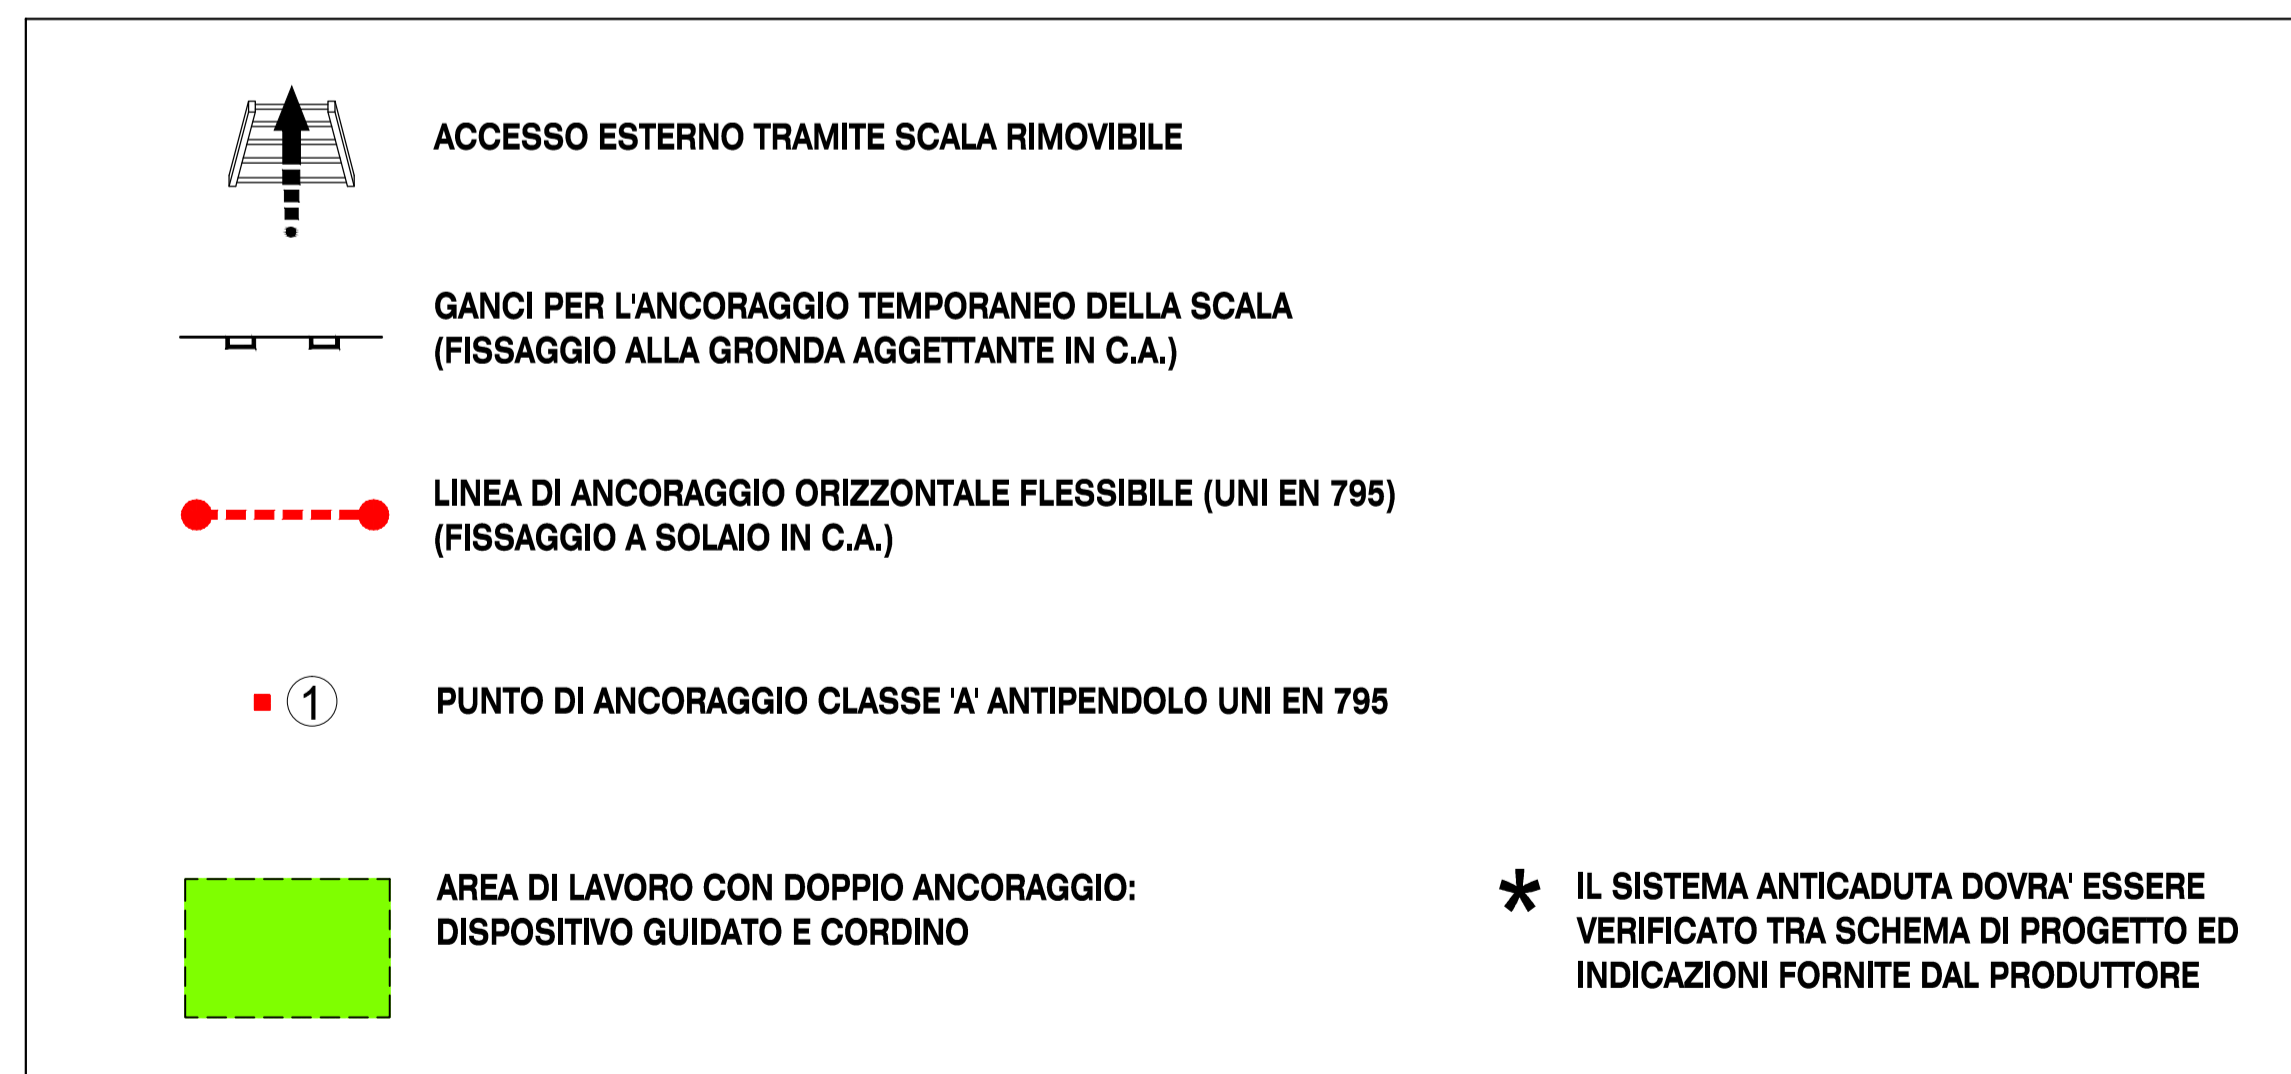 ACCESSO ESTERNO TRAMITE SCALA RIMOVIBILE
GANCI PER L'ANCORAGGIO TEMPORANEO DELLA SCALA
(FISSAGGIO ALLA GRONDA AGGETTANTE IN C.A.)
LINEA DI ANCORAGGIO ORIZZONTALE FLESSIBILE (UNI EN 795)
(FISSAGGIO A SOLAIO IN C.A.)
1 PUNTO DI ANCORAGGIO CLASSE 'A' ANTIPENDOLO UNI EN 795
AREA DI LAVORO CON DOPPIO ANCORAGGIO:
DISPOSITIVO GUIDATO E CORDINO
* IL SISTEMA ANTICADUTA DOVRA' ESSERE
VERIFICATO TRA SCHEMA DI PROGETTO ED
INDICAZIONI FORNITE DAL PRODUTTORE